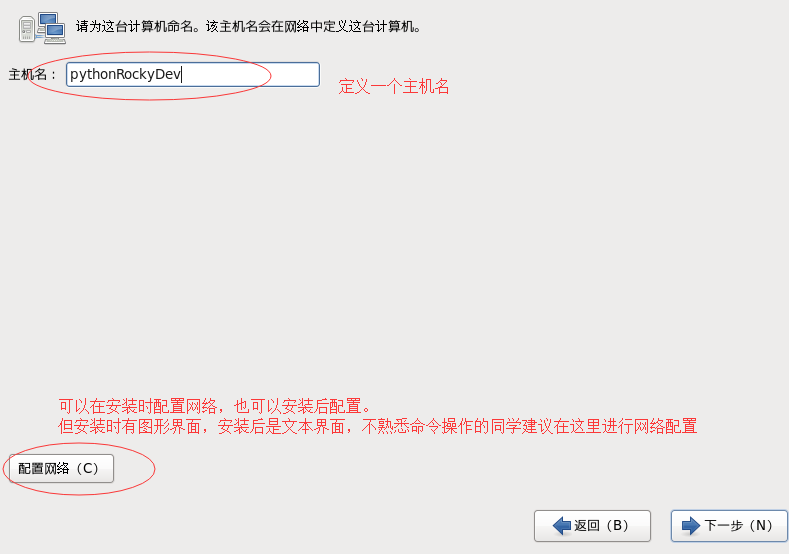 请为这台计算机命名。该主机名会在网络中定义这台计算机。
主机名： pythonRockyDev
定义一个主机名
可以在安装时配置网络，也可以安装后配置。
但安装时有图形界面，安装后是文本界面，不熟悉命令操作的同学建议在这里进行网络配置
配置网络（C）
返回（B） 下一步（N）